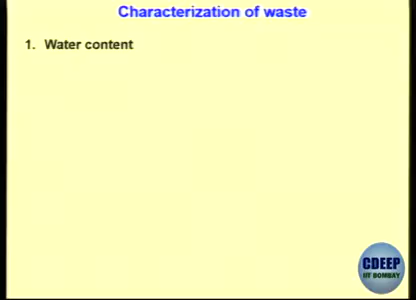 Characterization of waste
1. Water content
CDEEP
IIT BOMBAY